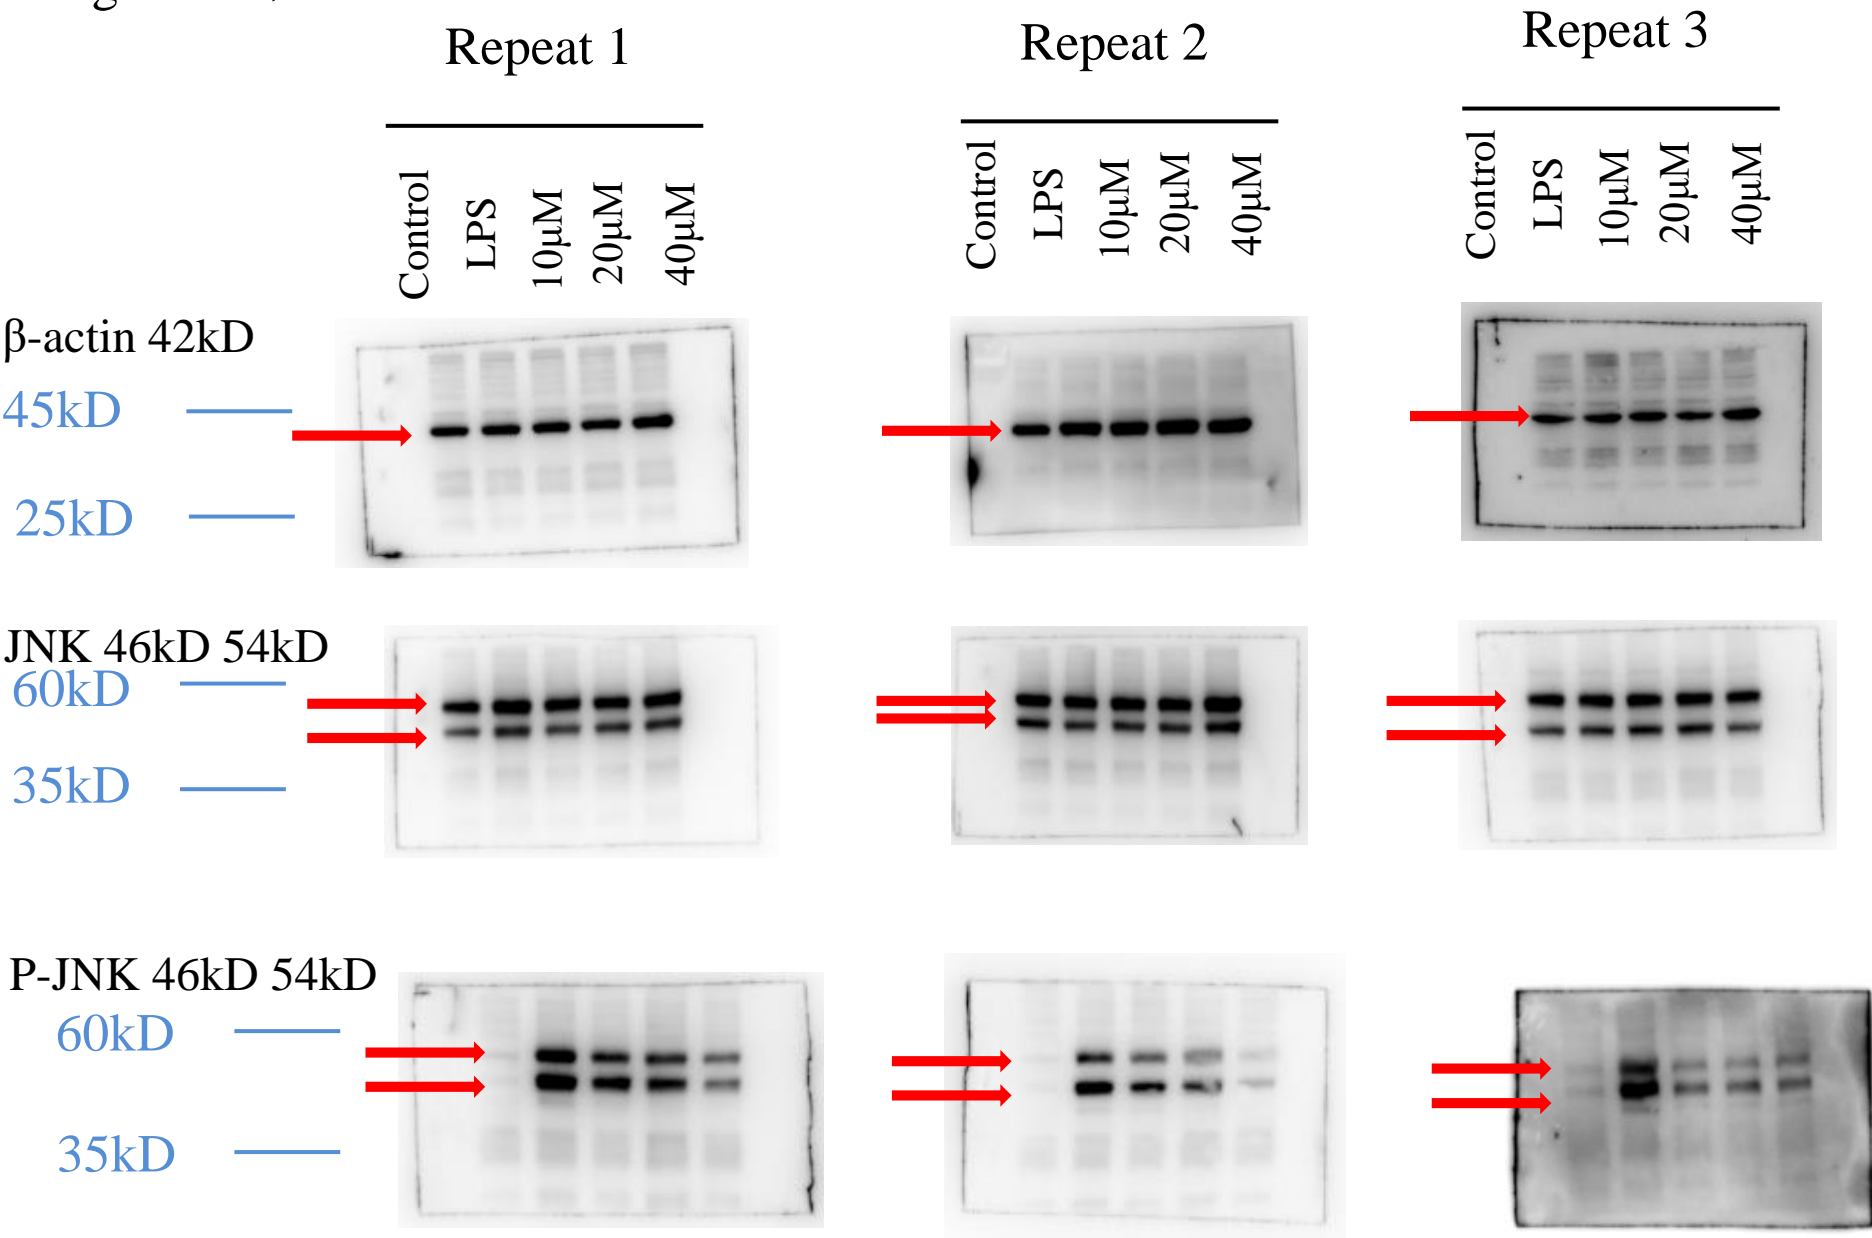 Repeat 1
Repeat 2
Repeat 3
Control
LPS
10μM
20μM
40μM
Control
LPS
10μM
20μM
40μM
Control
LPS
10μM
20μM
40μM
β-actin 42kD
45kD
25kD
JNK 46kD 54kD
60kD
35kD
P-JNK 46kD 54kD
60kD
35kD